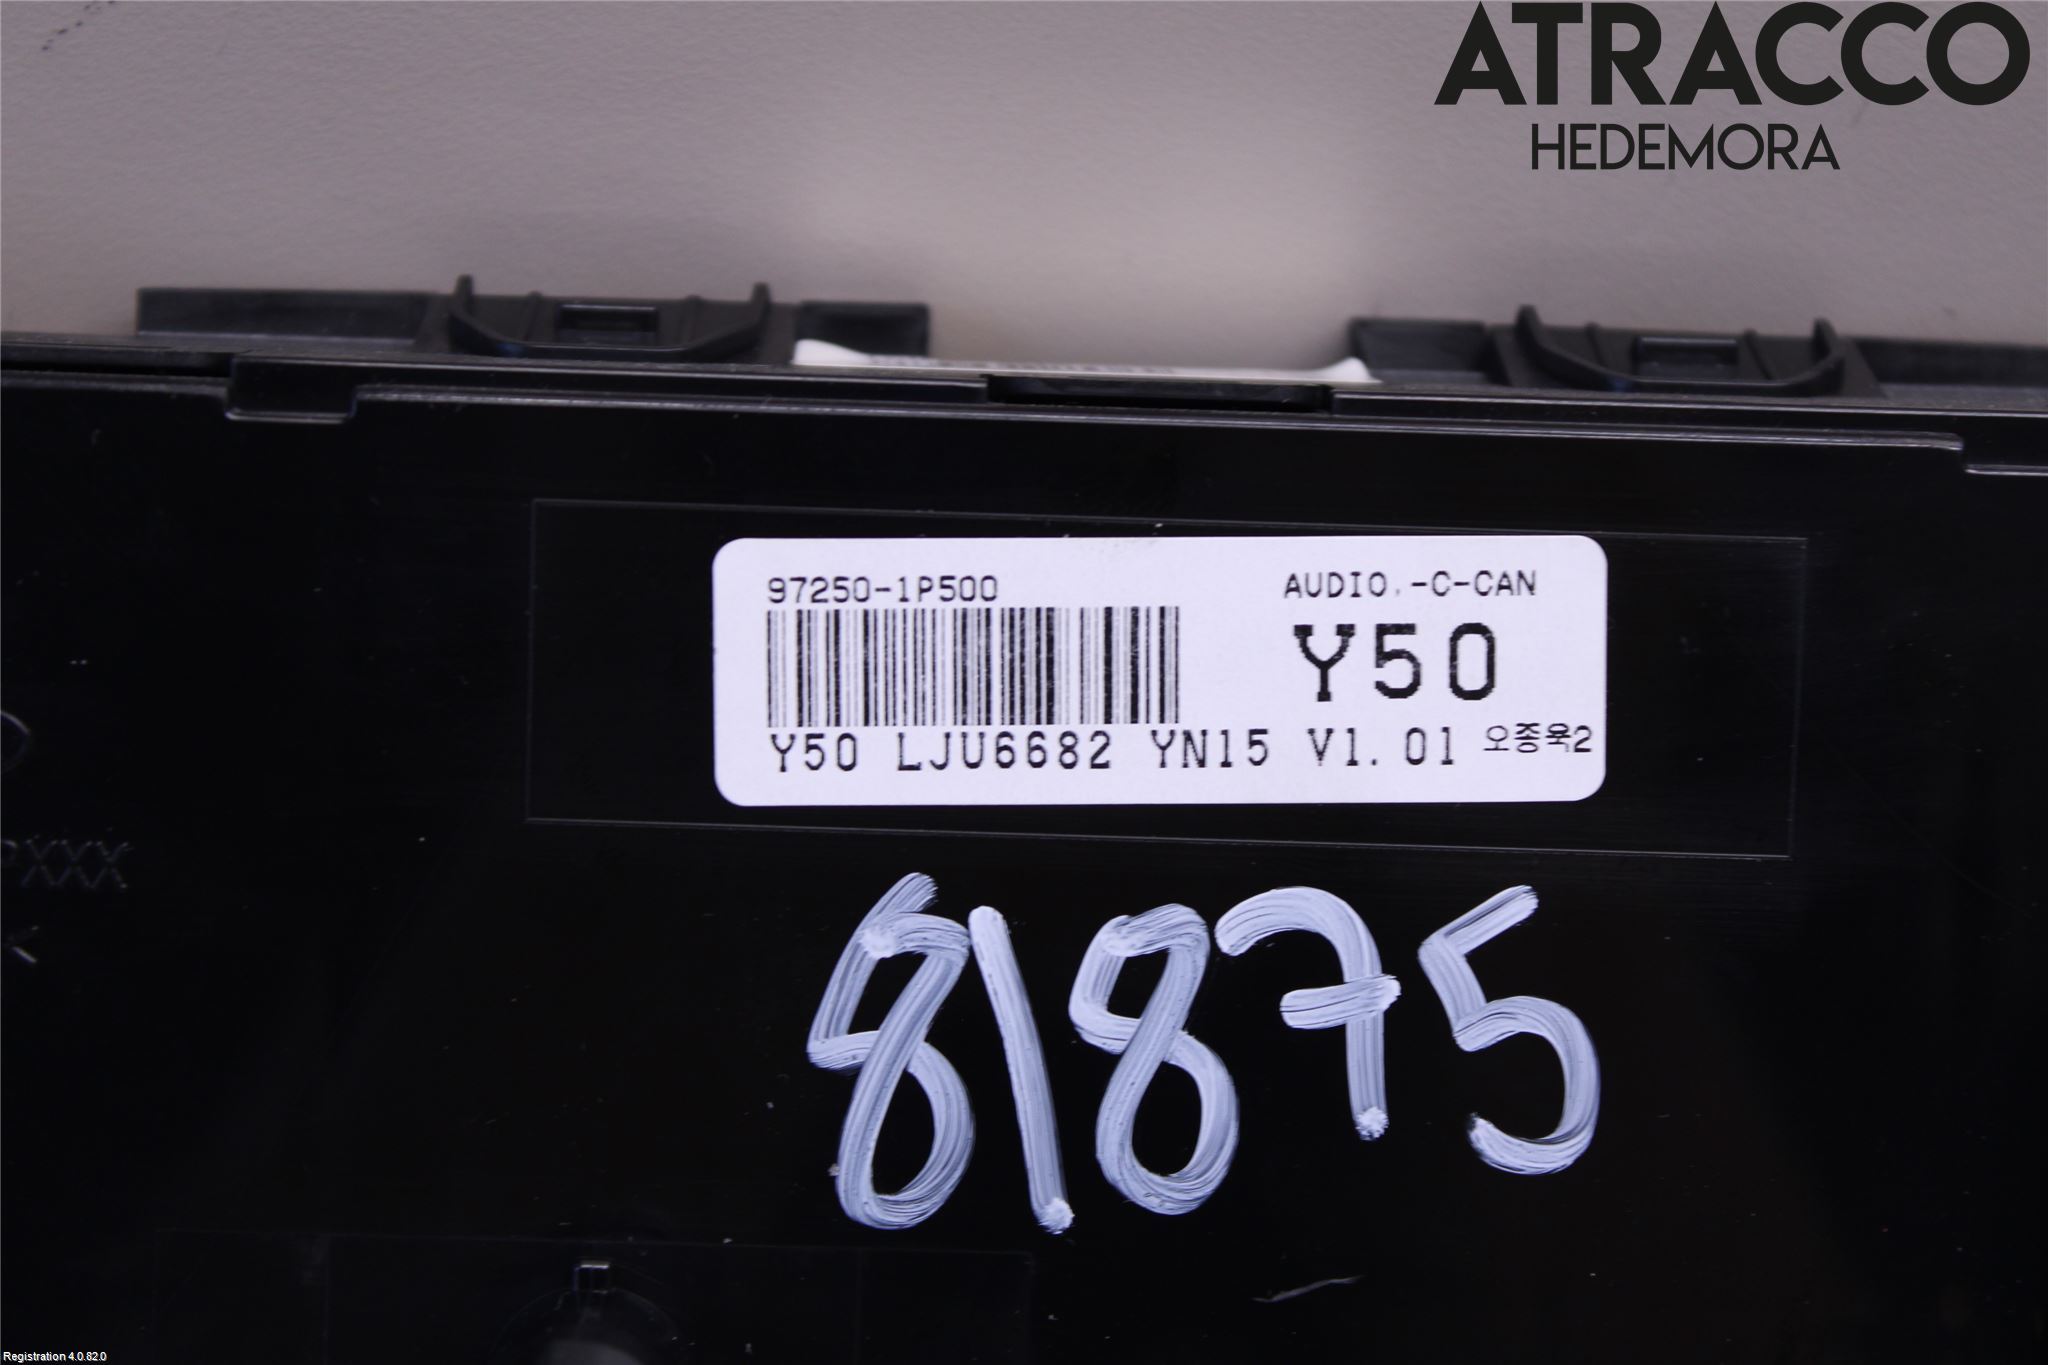 ATRACCO
HEDEMORA
97250-1P500
AUDIO.-C-CAN
Y50
Y50 LJU6682 YN15 V1.01 오종욱2
XXX
81875
Registration 4.0.82.0